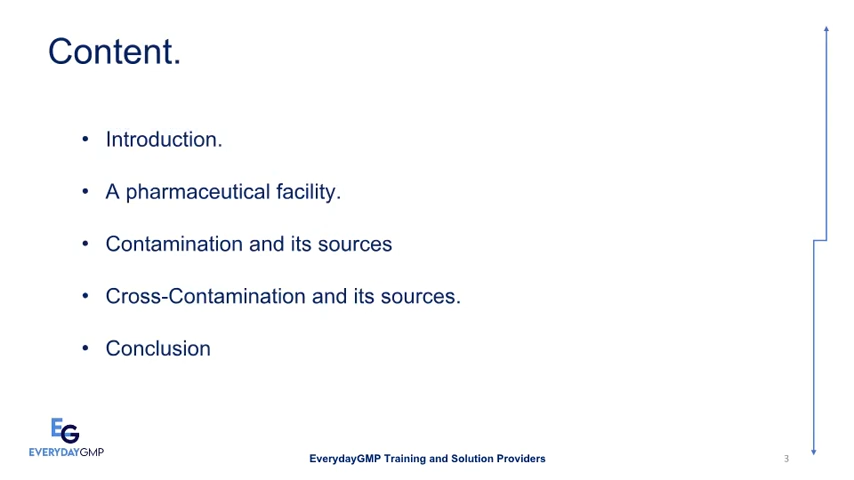 Content.
• Introduction.
• A pharmaceutical facility.
• Contamination and its sources
• Cross-Contamination and its sources.
• Conclusion
EG
EVERYDAYGMP
EverydayGMP Training and Solution Providers
3